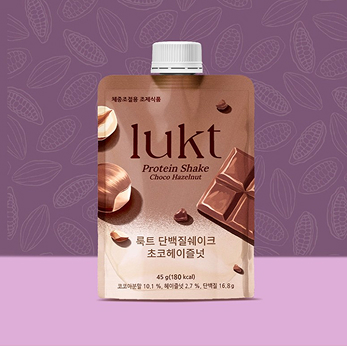 체중조절용 조제식품
lukt
Protein Shake
Choco Hazelnut
룩트 단백질쉐이크
초코헤이즐넛
45 g (180 kcal)
코코아분말 10.1 %, 헤이즐넛 2.7 %, 단백질 16.8 g